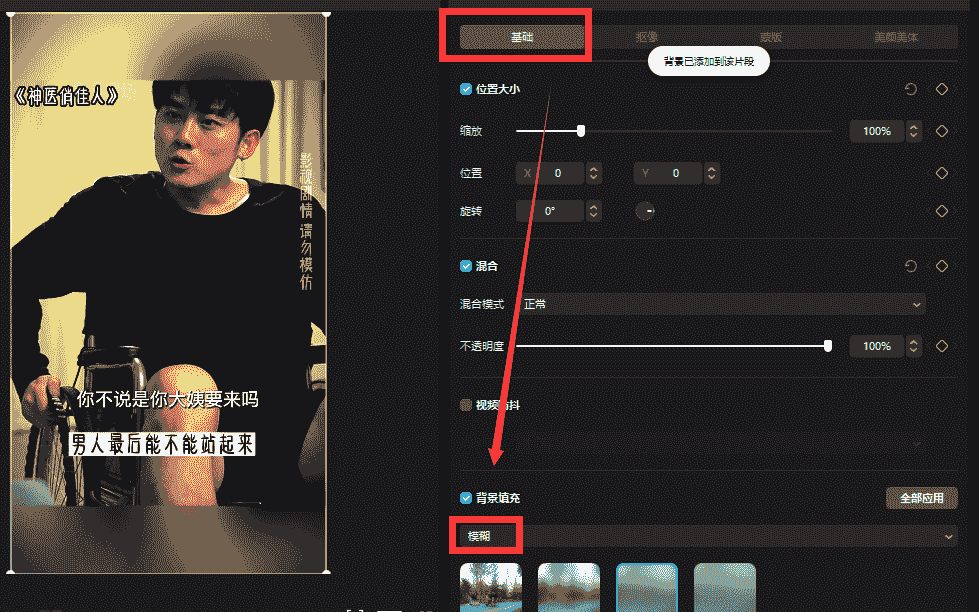 基础
抠像
蒙版
美颜美体
背景已添加到该片段
位置大小
缩放
100%
位置
X 0
Y 0
旋转
0°
混合
混合模式
正常
不透明度
100%
视频防抖
背景填充
全部应用
模糊
《神医俏佳人》
影视剧情 请勿模仿
你不说是你大姨要来吗
男人最后能不能站起来